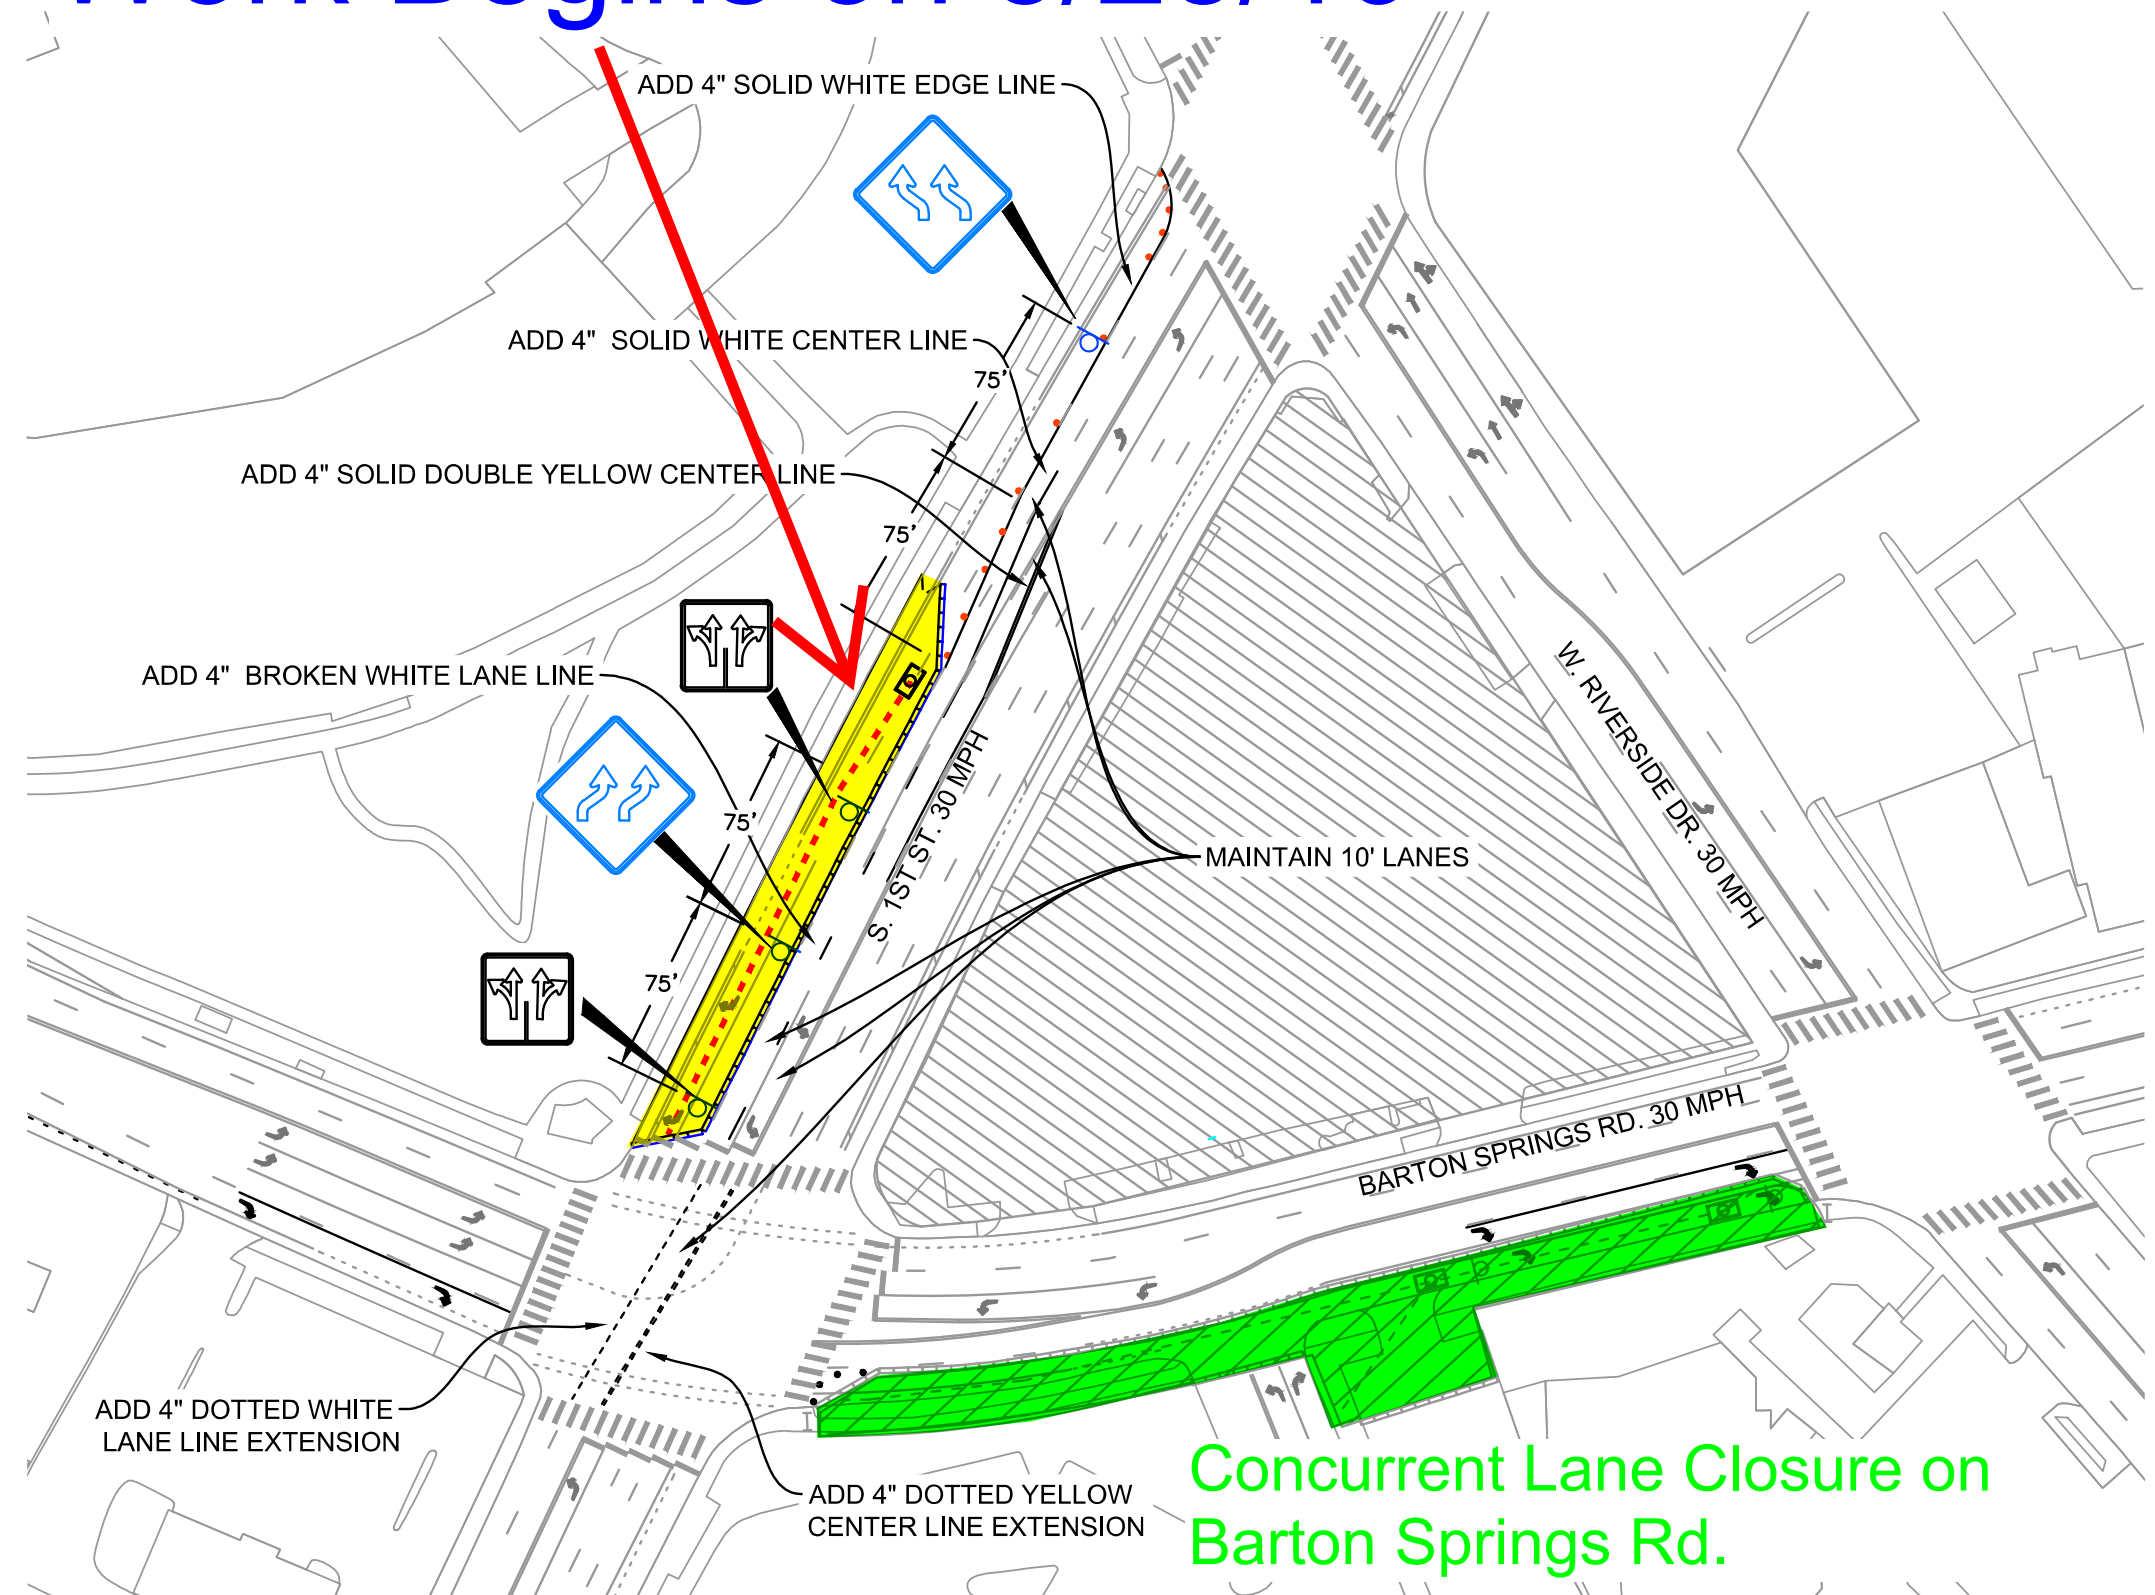 ADD 4" SOLID WHITE EDGE LINE
ADD 4"  SOLID WHITE CENTER LINE
75'
ADD 4" SOLID DOUBLE YELLOW CENTER LINE
75'
ADD 4"  BROKEN WHITE LANE LINE
W. RIVERSIDE DR. 30 MPH
S. 1ST ST. 30 MPH
75'
MAINTAIN 10' LANES
75'
BARTON SPRINGS RD. 30 MPH
ADD 4" DOTTED WHITE
LANE LINE EXTENSION
ADD 4" DOTTED YELLOW
CENTER LINE EXTENSION
Concurrent Lane Closure on
Barton Springs Rd.